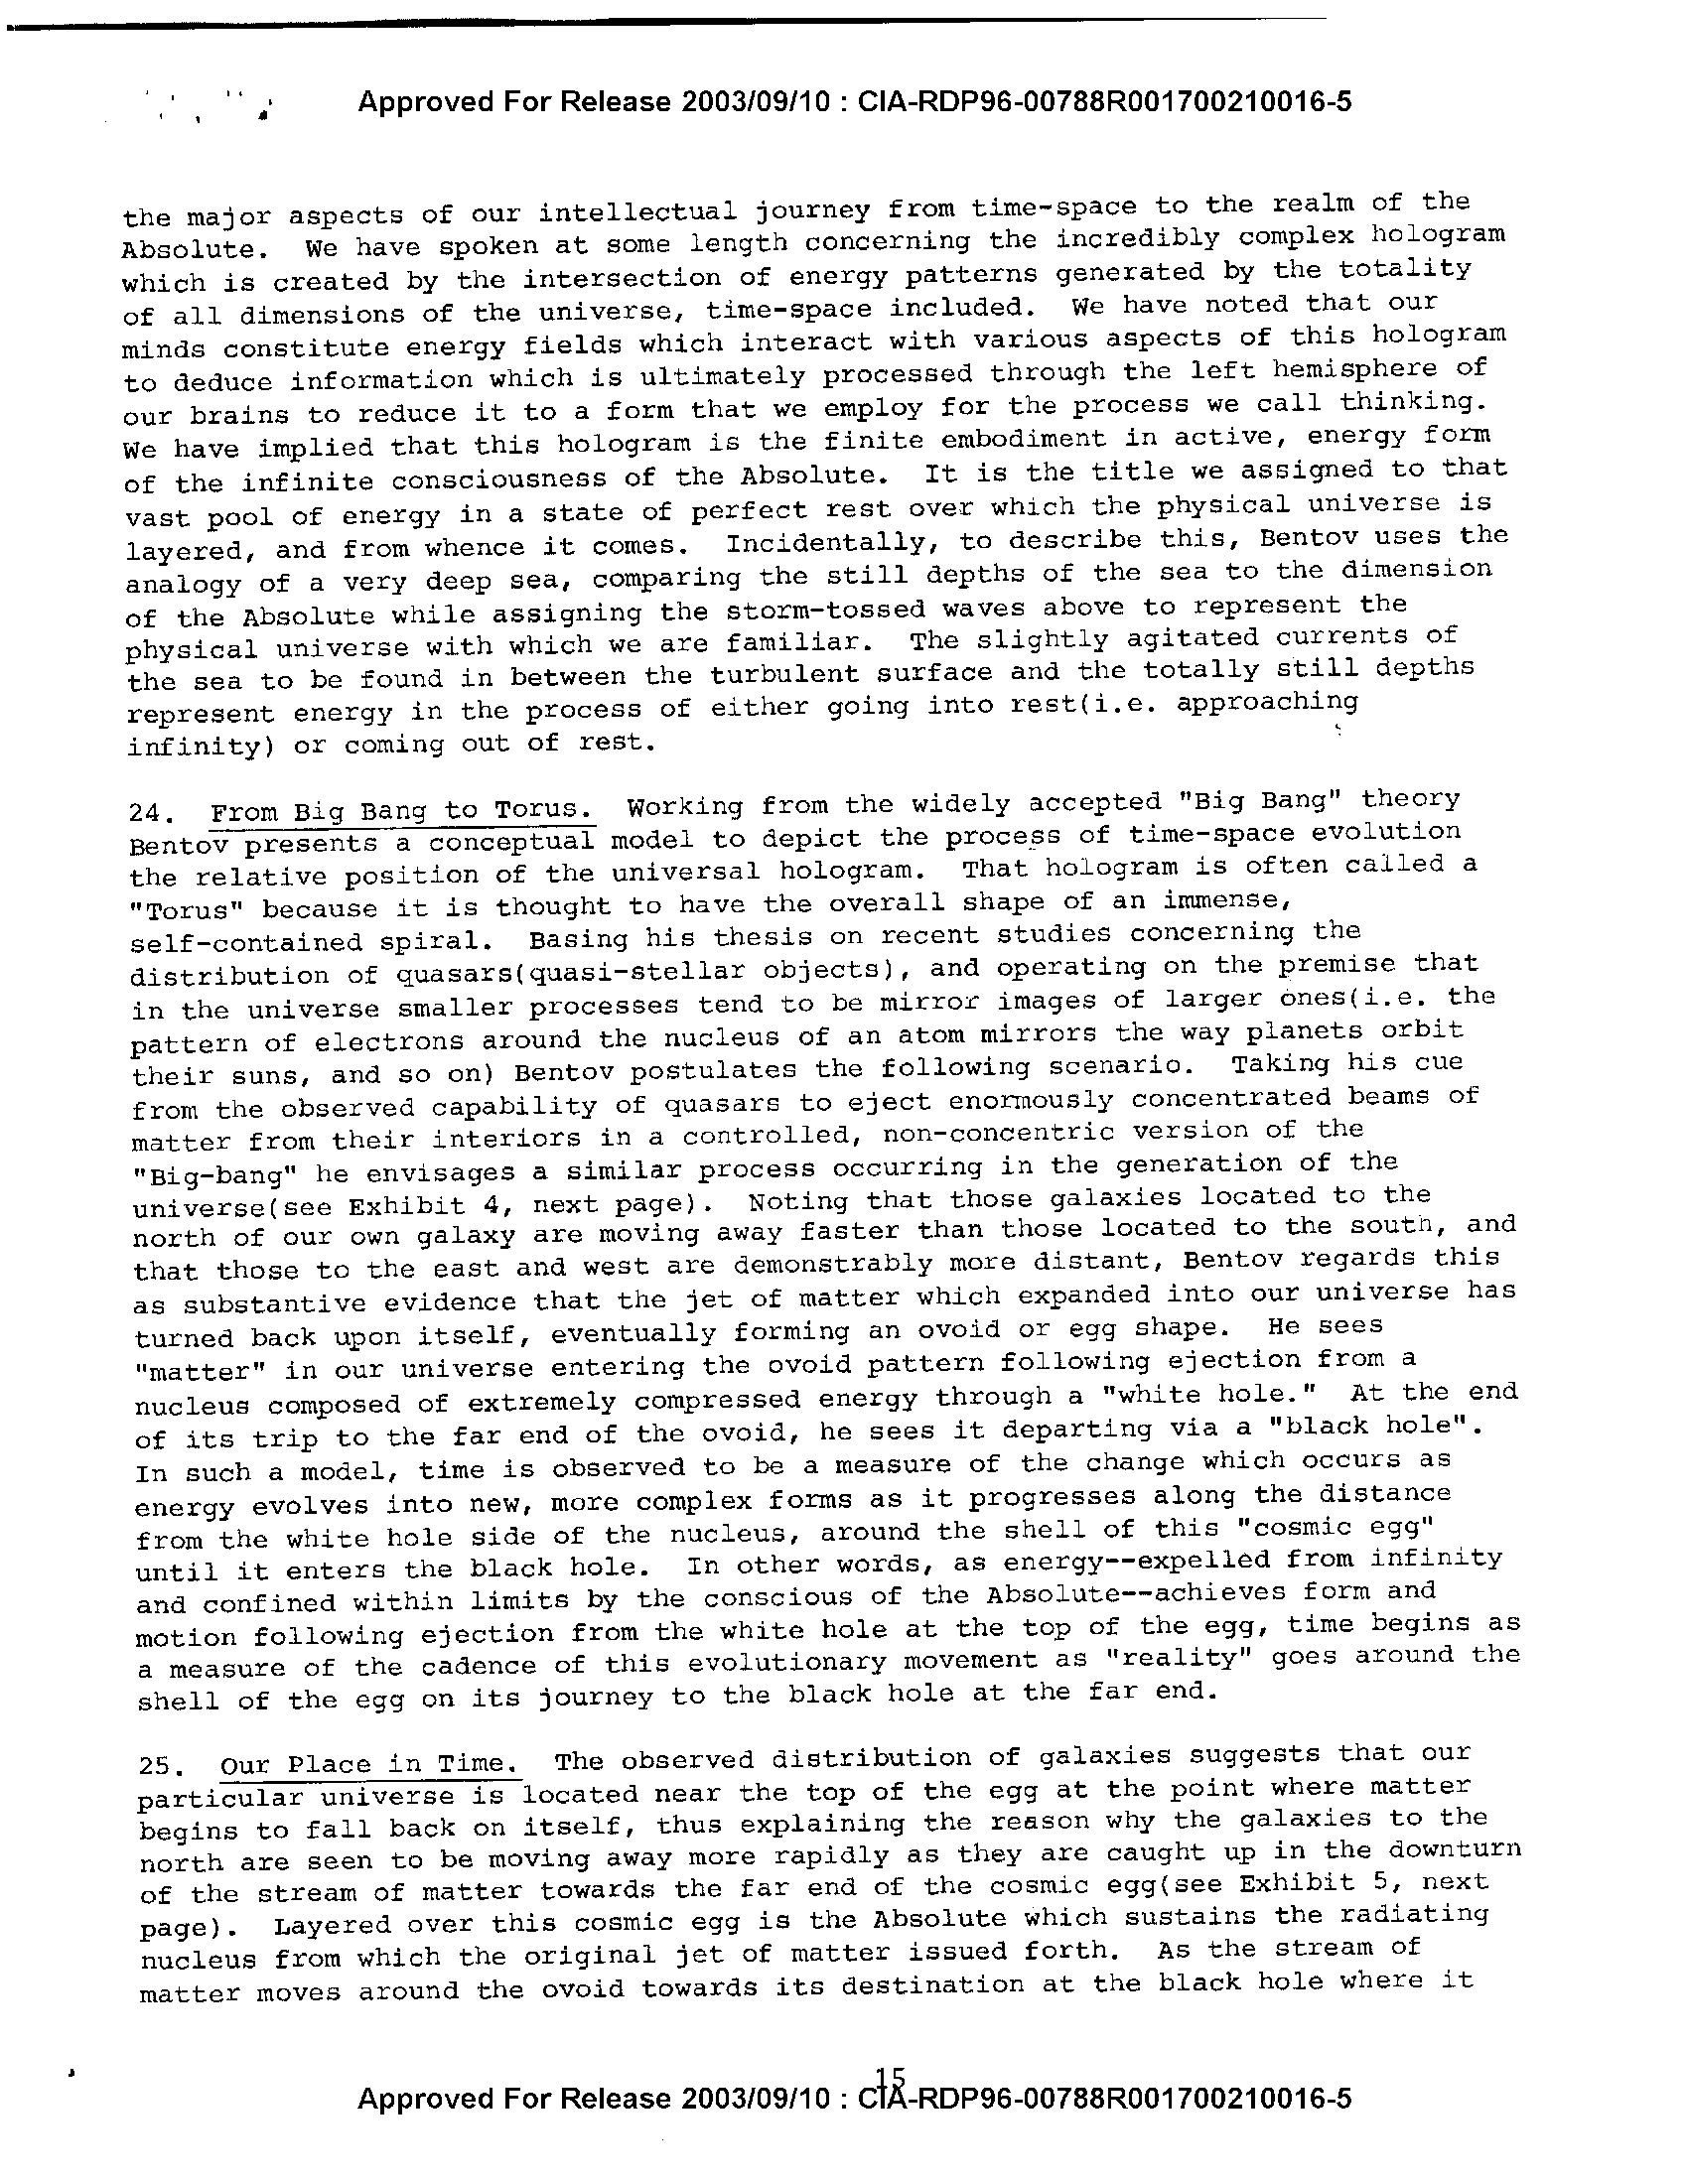 Approved For Release 2003/09/10 : CIA-RDP96-00788R001700210016-5
the major aspects of our intellectual journey from time-space to the realm of the
Absolute. We have spoken at some length concerning the incredibly complex hologram
which is created by the intersection of energy patterns generated by the totality
of all dimensions of the universe, time-space included. We have noted that our
minds constitute energy fields which interact with various aspects of this hologram
to deduce information which is ultimately processed through the left hemisphere of
our brains to reduce it to a form that we employ for the process we call thinking.
We have implied that this hologram is the finite embodiment in active, energy form
of the infinite consciousness of the Absolute. It is the title we assigned to that
vast pool of energy in a state of perfect rest over which the physical universe is
layered, and from whence it comes. Incidentally, to describe this, Bentov uses the
analogy of a very deep sea, comparing the still depths of the sea to the dimension
of the Absolute while assigning the storm-tossed waves above to represent the
physical universe with which we are familiar. The slightly agitated currents of
the sea to be found in between the turbulent surface and the totally still depths
represent energy in the process of either going into rest(i.e. approaching
infinity) or coming out of rest.
24. From Big Bang to Torus. Working from the widely accepted "Big Bang" theory
Bentov presents a conceptual model to depict the process of time-space evolution
the relative position of the universal hologram. That hologram is often called a
"Torus" because it is thought to have the overall shape of an immense,
self-contained spiral. Basing his thesis on recent studies concerning the
distribution of quasars(quasi-stellar objects), and operating on the premise that
in the universe smaller processes tend to be mirror images of larger ones(i.e. the
pattern of electrons around the nucleus of an atom mirrors the way planets orbit
their suns, and so on) Bentov postulates the following scenario. Taking his cue
from the observed capability of quasars to eject enormously concentrated beams of
matter from their interiors in a controlled, non-concentric version of the
"Big-bang" he envisages a similar process occurring in the generation of the
universe(see Exhibit 4, next page). Noting that those galaxies located to the
north of our own galaxy are moving away faster than those located to the south, and
that those to the east and west are demonstrably more distant, Bentov regards this
as substantive evidence that the jet of matter which expanded into our universe has
turned back upon itself, eventually forming an ovoid or egg shape. He sees
"matter" in our universe entering the ovoid pattern following ejection from a
nucleus composed of extremely compressed energy through a "white hole." At the end
of its trip to the far end of the ovoid, he sees it departing via a "black hole".
In such a model, time is observed to be a measure of the change which occurs as
energy evolves into new, more complex forms as it progresses along the distance
from the white hole side of the nucleus, around the shell of this "cosmic egg"
until it enters the black hole. In other words, as energy--expelled from infinity
and confined within limits by the conscious of the Absolute--achieves form and
motion following ejection from the white hole at the top of the egg, time begins as
a measure of the cadence of this evolutionary movement as "reality" goes around the
shell of the egg on its journey to the black hole at the far end.
25. Our Place in Time. The observed distribution of galaxies suggests that our
particular universe is located near the top of the egg at the point where matter
begins to fall back on itself, thus explaining the reason why the galaxies to the
north are seen to be moving away more rapidly as they are caught up in the downturn
of the stream of matter towards the far end of the cosmic egg(see Exhibit 5, next
page). Layered over this cosmic egg is the Absolute which sustains the radiating
nucleus from which the original jet of matter issued forth. As the stream of
matter moves around the ovoid towards its destination at the black hole where it
15
Approved For Release 2003/09/10 : CIA-RDP96-00788R001700210016-5